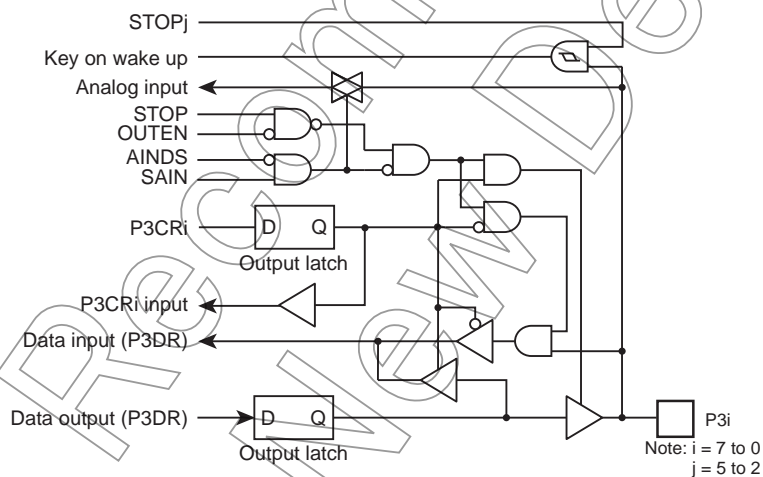 STOPj
Key on wake up
Analog input
STOP
OUTEN
AINDS
SAIN
P3CRi
D Q
Output latch
P3CRi input
Data input (P3DR)
Data output (P3DR)
D Q
Output latch
P3i
Note: i = 7 to 0
j = 5 to 2